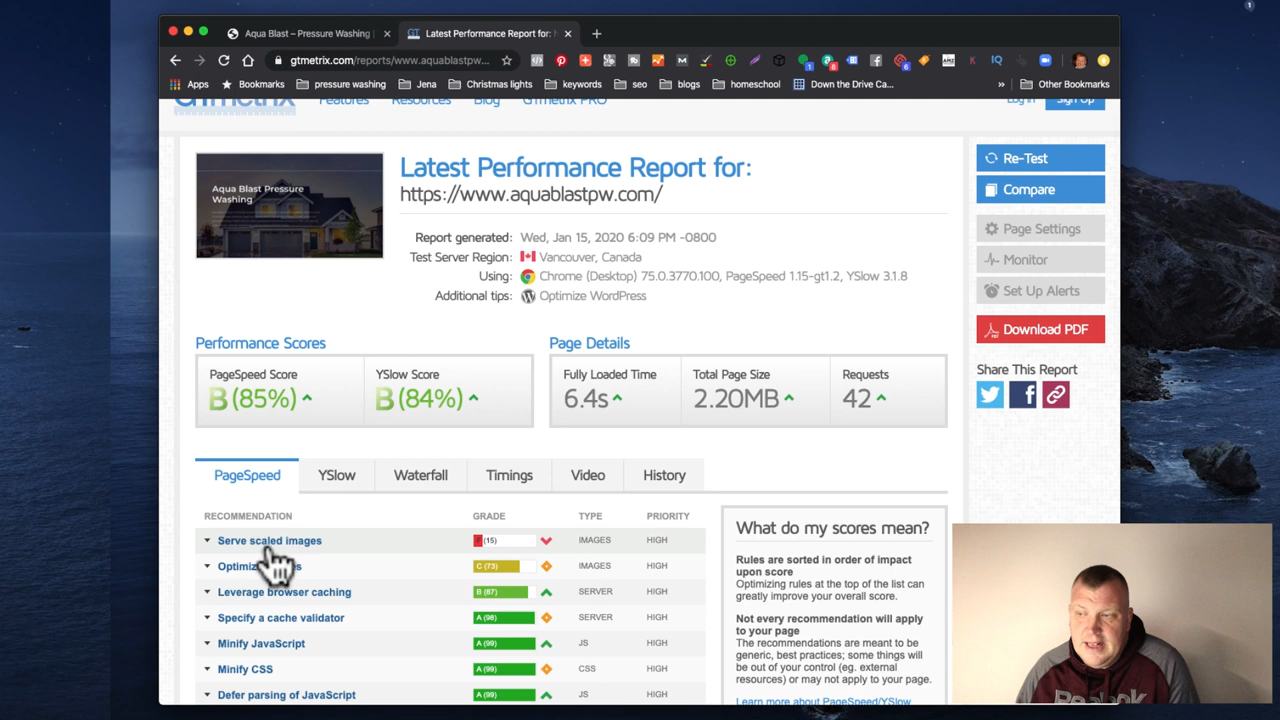 1
Aqua Blast – Pressure Washing
Latest Performance Report for:
gtmetrix.com/reports/www.aquablastpw...
Apps
Bookmarks
pressure washing
Jena
Christmas lights
keywords
seo
blogs
homeschool
Down the Drive Ca...
»
Other Bookmarks
GTmetrix
Features
Resources
Blog
GTmetrix PRO
Log In
Sign Up
Aqua Blast Pressure
Washing
Latest Performance Report for:
https://www.aquablastpw.com/
Report generated: Wed, Jan 15, 2020 6:09 PM -0800
Test Server Region: Vancouver, Canada
Using: Chrome (Desktop) 75.0.3770.100, PageSpeed 1.15-gt1.2, YSlow 3.1.8
Additional tips: Optimize WordPress
Re-Test
Compare
Page Settings
Monitor
Set Up Alerts
Download PDF
Share This Report
Performance Scores
PageSpeed Score
B (85%)
YSlow Score
B (84%)
Page Details
Fully Loaded Time
6.4s
Total Page Size
2.20MB
Requests
42
PageSpeed
YSlow
Waterfall
Timings
Video
History
RECOMMENDATION GRADE TYPE PRIORITY
Serve scaled images F (15) IMAGES HIGH
C (73) IMAGES HIGH
Leverage browser caching B (87) SERVER HIGH
Specify a cache validator A (98) SERVER HIGH
Minify JavaScript A (99) JS HIGH
Minify CSS A (99) CSS HIGH
Defer parsing of JavaScript A (99) JS HIGH
What do my scores mean?
Rules are sorted in order of impact
upon score
Optimizing rules at the top of the list can
greatly improve your overall score.
Not every recommendation will apply
to your page
The recommendations are meant to be
generic, best practices; some things will
be out of your control (eg. external
resources) or may not apply to your page.
Learn more about PageSpeed/YSlow
Reebok